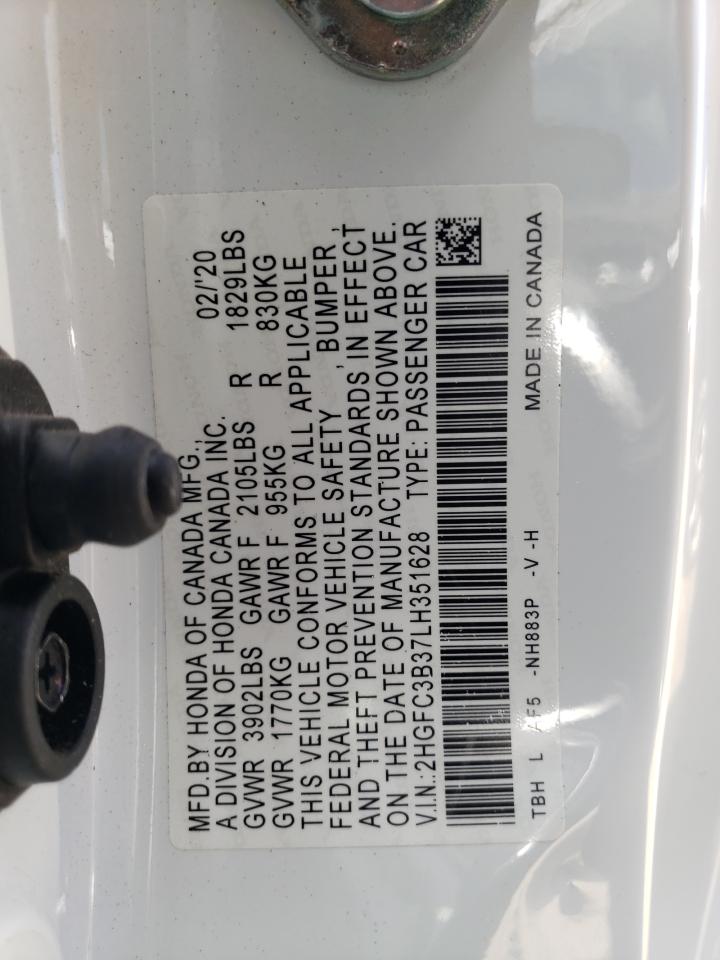 MFD.BY HONDA OF CANADA MFG., 02/'20
A DIVISION OF HONDA CANADA INC.
GVWR 3902LBS GAWR F 2105LBS R 1829LBS
GVWR 1770KG GAWR F 955KG R 830KG
THIS VEHICLE CONFORMS TO ALL APPLICABLE
FEDERAL MOTOR VEHICLE SAFETY , BUMPER ,
AND THEFT PREVENTION STANDARDS IN EFFECT
ON THE DATE OF MANUFACTURE SHOWN ABOVE.
V.I.N.:2HGFC3B37LH351628 TYPE: PASSENGER CAR
TBH L AF5 -NH883P -V -H MADE IN CANADA